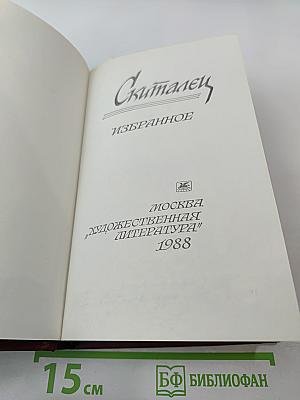 Скиталец
ИЗБРАННОЕ
МОСКВА
„ХУДОЖЕСТВЕННАЯ
ЛИТЕРАТУРА"
1988
15 см
БФ БИБЛИОФАН